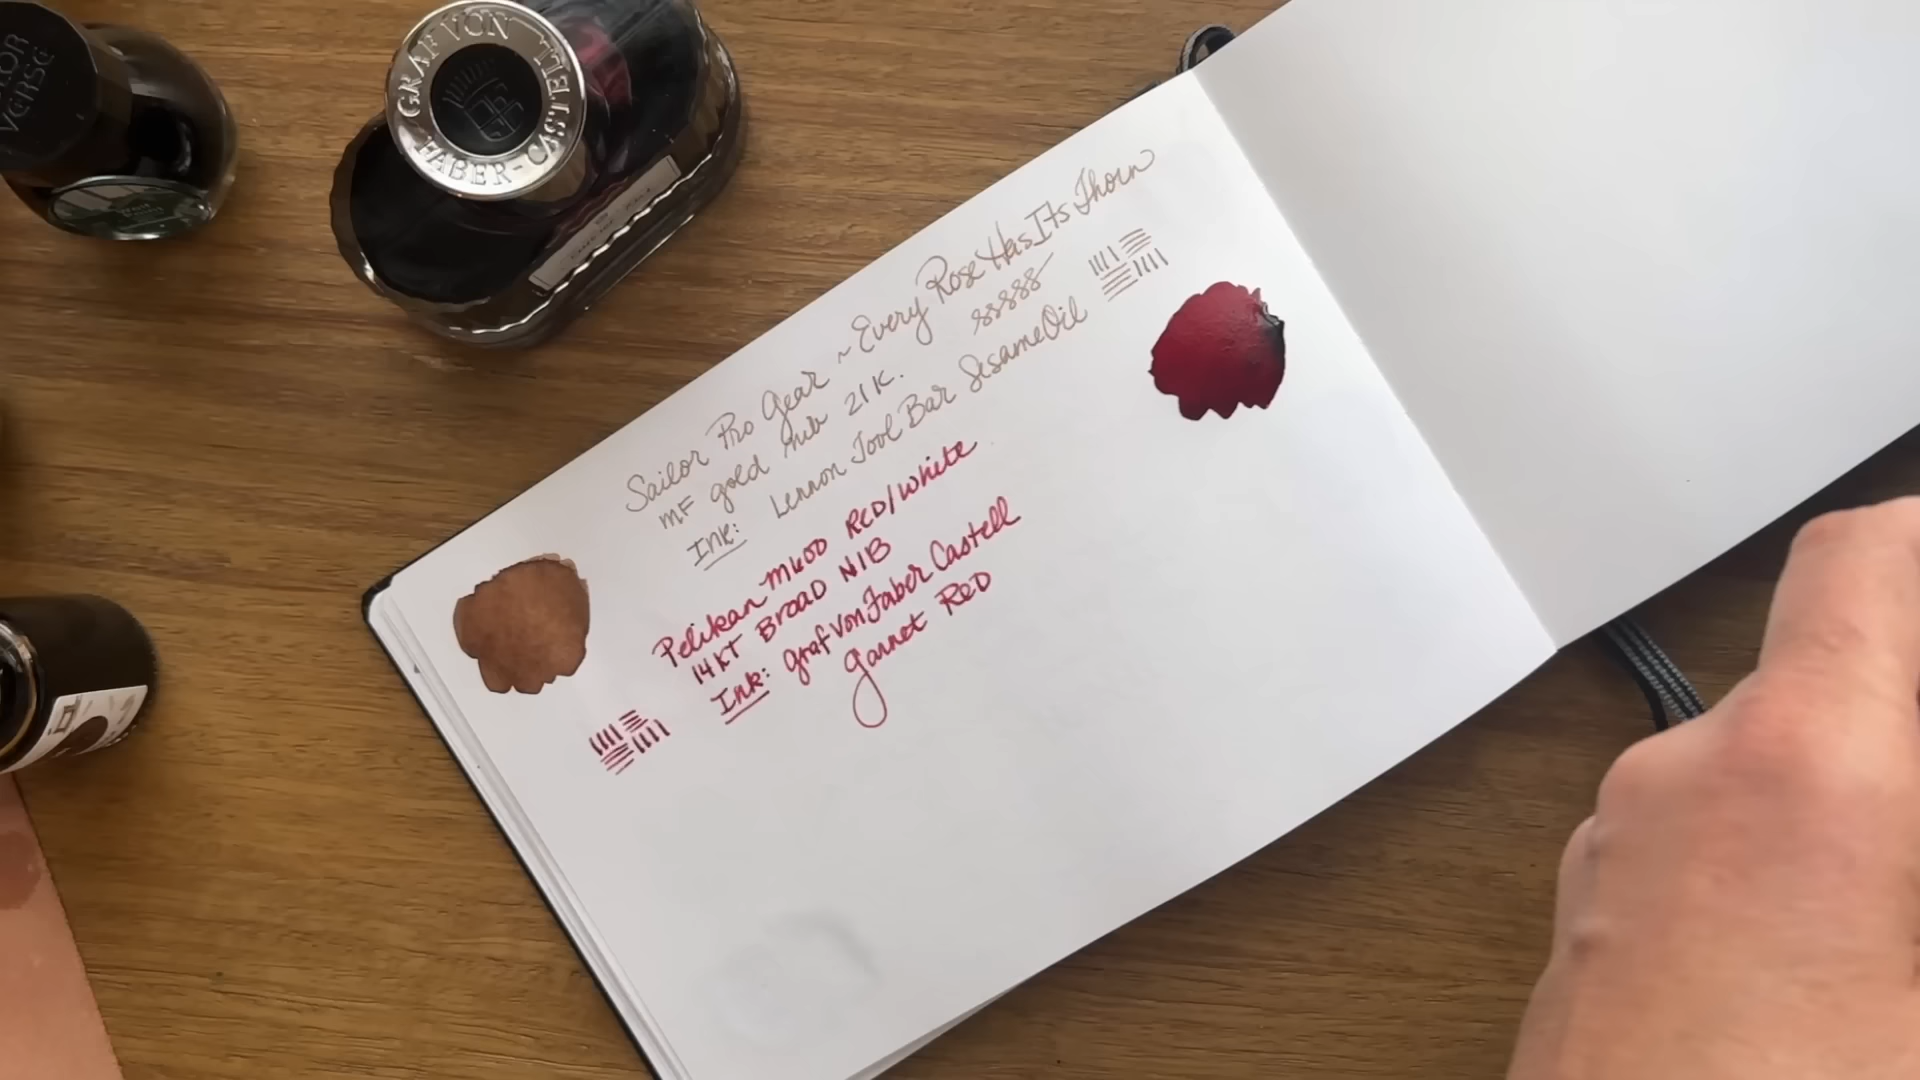 GRAF VON FABER-CASTELL
Sailor Pro Gear ~ Every Rose Has Its Thorn
MF gold nib 21K.
Ink: Lennon Tool Bar Sesame Oil
Pelikan M600 RED/White
14KT BROAD NIB
Ink: Graf Von Faber Castell
Garnet RED